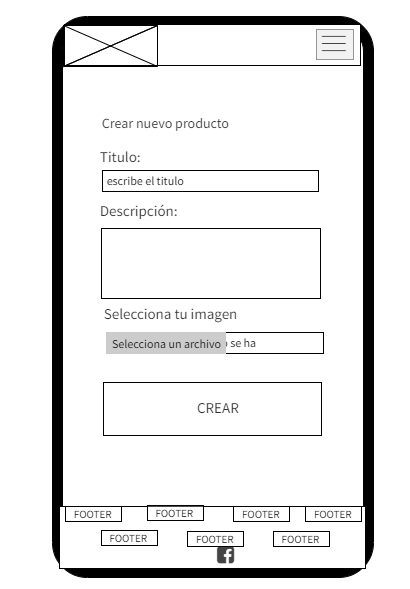 Crear nuevo producto
Titulo:
escribe el titulo
Descripción:
Selecciona tu imagen
Selecciona un archivo se ha
CREAR
FOOTER FOOTER FOOTER FOOTER
FOOTER FOOTER FOOTER